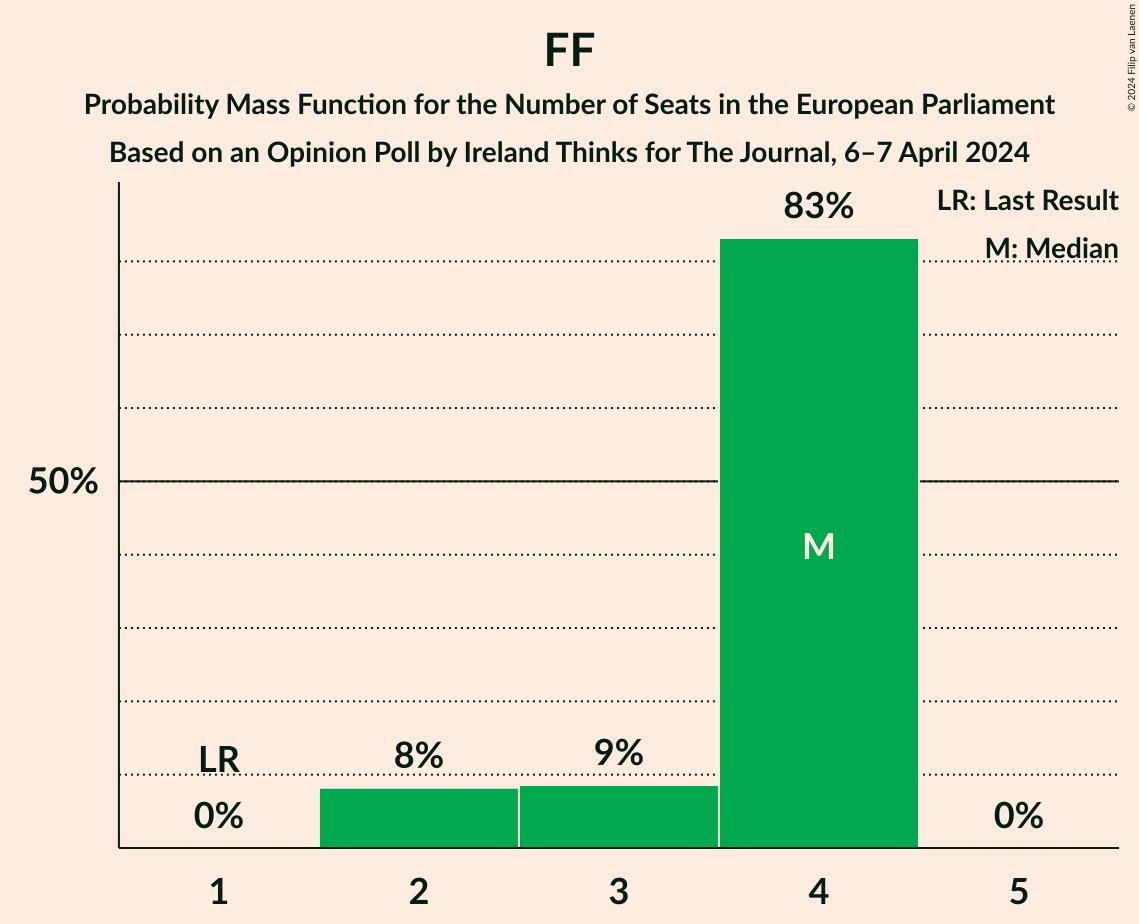 FF
Probability Mass Function for the Number of Seats in the European Parliament
Based on an Opinion Poll by Ireland Thinks for The Journal, 6–7 April 2024
© 2024 Filip van Laenen
LR: Last Result
M: Median
83%
50%
M
LR
0%
8%
9%
0%
1
2
3
4
5